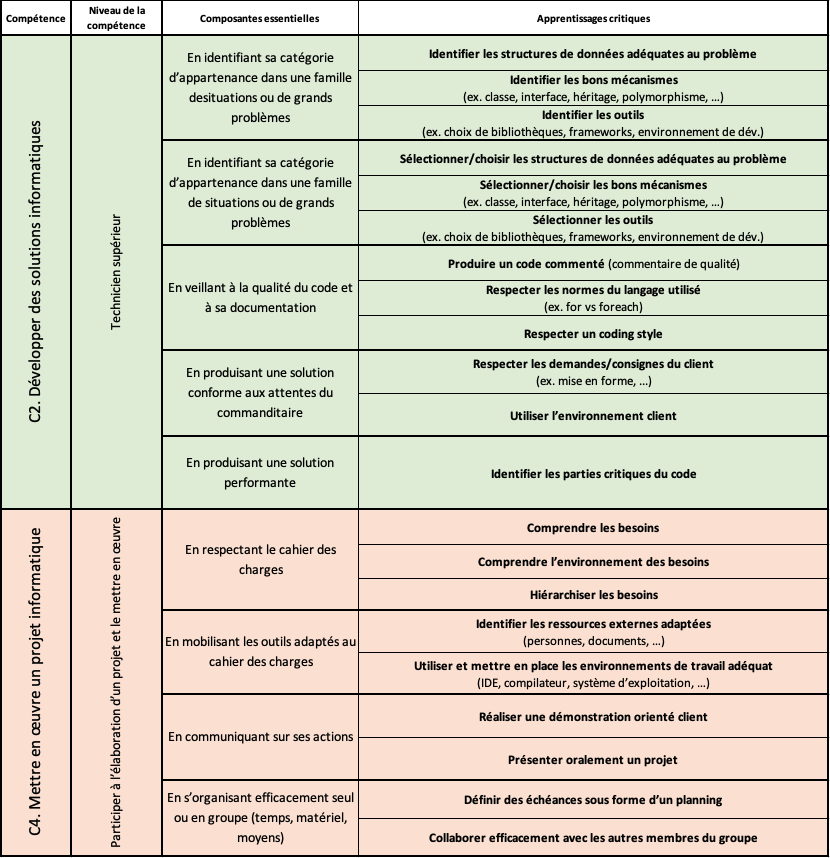 Compétence
Niveau de la
compétence
Composantes essentielles
Apprentissages critiques
C2. Développer des solutions informatiques
Technicien supérieur
En identifiant sa catégorie
d’appartenance dans une famille
desituations ou de grands
problèmes
Identifier les structures de données adéquates au problème
Identifier les bons mécanismes
(ex. classe, interface, héritage, polymorphisme, …)
Identifier les outils
(ex. choix de bibliothèques, frameworks, environnement de dév.)
En identifiant sa catégorie
d’appartenance dans une famille
de situations ou de grands
problèmes
Sélectionner/choisir les structures de données adéquates au problème
Sélectionner/choisir les bons mécanismes
(ex. classe, interface, héritage, polymorphisme, …)
Sélectionner les outils
(ex. choix de bibliothèques, frameworks, environnement de dév.)
En veillant à la qualité du code et
à sa documentation
Produire un code commenté (commentaire de qualité)
Respecter les normes du langage utilisé
(ex. for vs foreach)
Respecter un coding style
En produisant une solution
conforme aux attentes du
commanditaire
Respecter les demandes/consignes du client
(ex. mise en forme, …)
Utiliser l’environnement client
En produisant une solution
performante
Identifier les parties critiques du code
C4. Mettre en œuvre un projet informatique
Participer à l’élaboration d’un projet et le mettre en œuvre
En respectant le cahier des
charges
Comprendre les besoins
Comprendre l’environnement des besoins
Hiérarchiser les besoins
En mobilisant les outils adaptés au
cahier des charges
Identifier les ressources externes adaptées
(personnes, documents, …)
Utiliser et mettre en place les environnements de travail adéquat
(IDE, compilateur, système d’exploitation, …)
En communiquant sur ses actions
Réaliser une démonstration orienté client
Présenter oralement un projet
En s’organisant efficacement seul
ou en groupe (temps, matériel,
moyens)
Définir des échéances sous forme d’un planning
Collaborer efficacement avec les autres membres du groupe